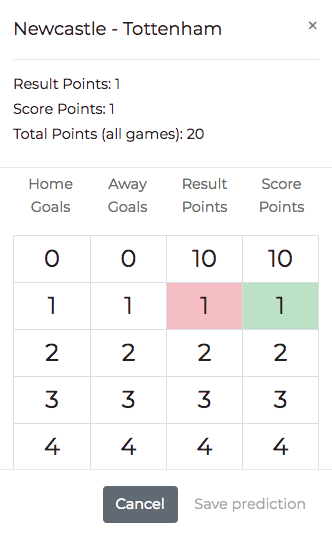 Newcastle - Tottenham ×
Result Points: 1
Score Points: 1
Total Points (all games): 20
Home Goals Away Goals Result Points Score Points
0 0 10 10
1 1 1 1
2 2 2 2
3 3 3 3
4 4 4 4
Cancel Save prediction